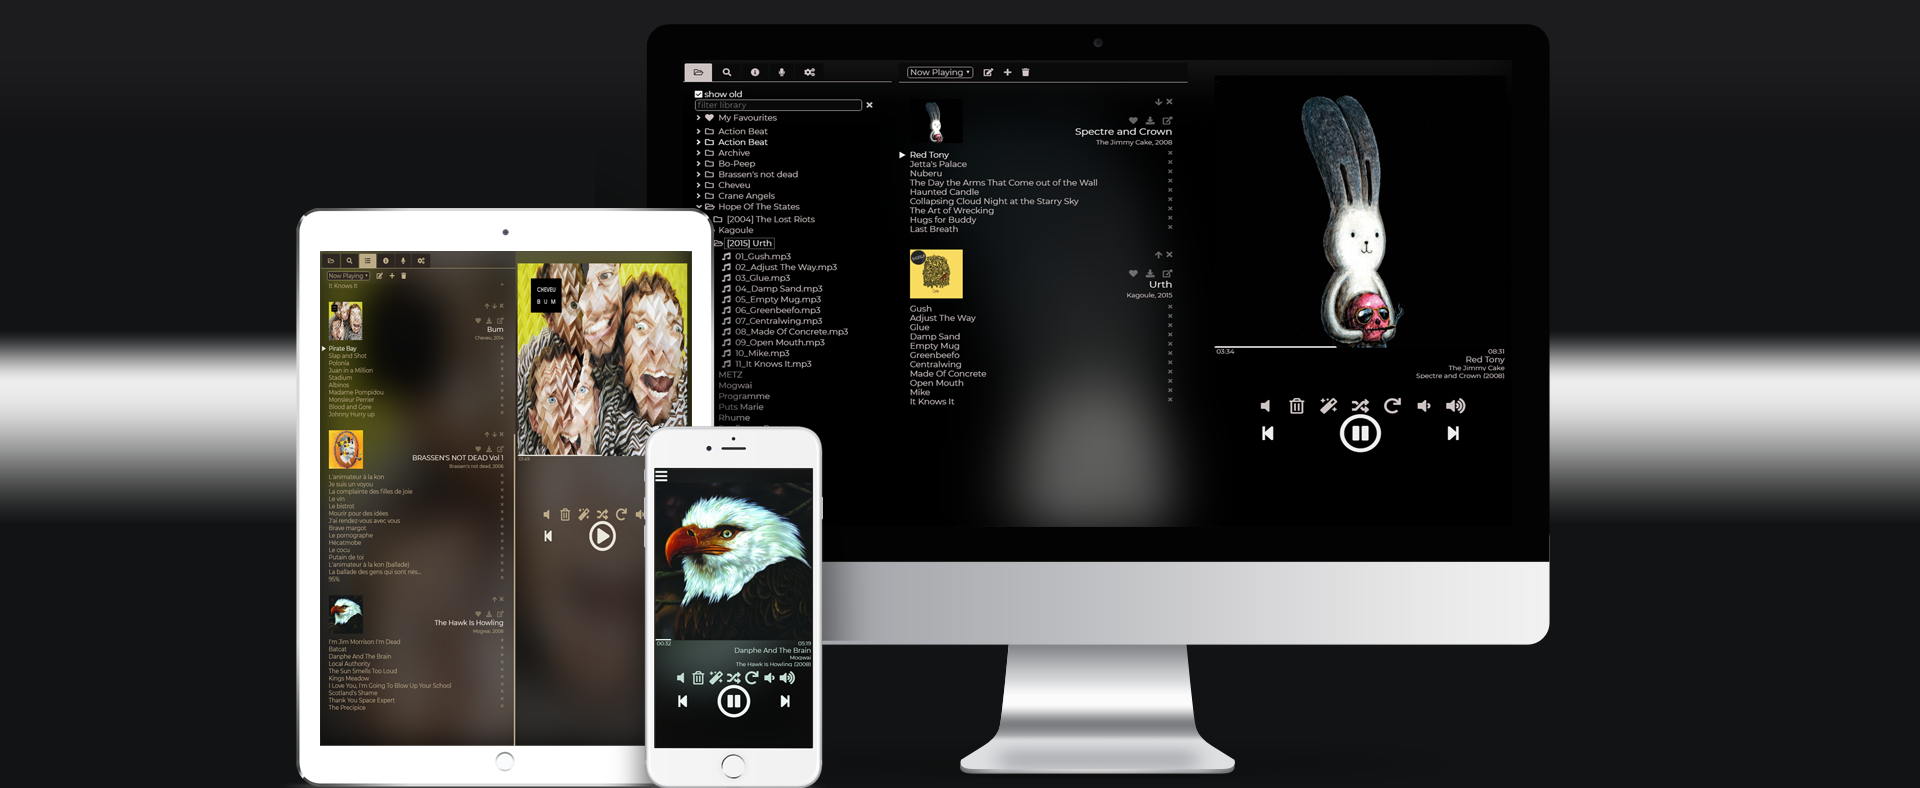 Now Playing
show old
filter library
My Favourites
Action Beat
Action Beat
Archive
Bo-Peep
Brassen's not dead
Cheveu
Crane Angels
Hope Of The States
[2004] The Lost Riots
Kagoule
[2015] Urth
01_Gush.mp3
02_Adjust The Way.mp3
03_Glue.mp3
04_Damp Sand.mp3
05_Empty Mug.mp3
06_Greenbeefo.mp3
07_Centralwing.mp3
08_Made Of Concrete.mp3
09_Open Mouth.mp3
10_Mike.mp3
11_It Knows It.mp3
METZ
Mogwai
Programme
Puts Marie
Rhume
Spectre and Crown
The Jimmy Cake, 2008
Red Tony
Jetta's Palace
Nuberu
The Day the Arms That Come out of the Wall
Haunted Candle
Collapsing Cloud Night at the Starry Sky
The Art of Wrecking
Hugs for Buddy
Last Breath
Urth
Kagoule, 2015
Gush
Adjust The Way
Glue
Damp Sand
Empty Mug
Greenbeefo
Centralwing
Made Of Concrete
Open Mouth
Mike
It Knows It
03:34 08:31
Red Tony
The Jimmy Cake
Spectre and Crown (2008)
Now Playing
It Knows It
Bum
Cheveu, 2014
Pirate Bay
Slap and Shot
Polonia
Juan in a Million
Stadium
Albinos
Madame Pompidou
Monsieur Perrier
Blood and Gore
Johnny Hurry up
BRASSEN'S NOT DEAD Vol 1
Brassen's not dead, 2006
L'animateur à la kon
Je suis un voyou
La complainte des filles de joie
Le vin
Le bistrot
Mourir pour des idées
J'ai rendez-vous avec vous
Brave margot
Le pornographe
Hécatmobe
Le cocu
Putain de toi
L'animateur à la kon (ballade)
La ballade des gens qui sont nés...
95%
The Hawk Is Howling
Mogwai, 2008
I'm Jim Morrison I'm Dead
Batcat
Danphe And The Brain
Local Authority
The Sun Smells Too Loud
Kings Meadow
I Love You, I'm Going To Blow Up Your School
Scotland's Shame
Thank You Space Expert
The Precipice
CHEVEU
BUM
00:32 05:19
Danphe And The Brain
Mogwai
The Hawk Is Howling (2008)